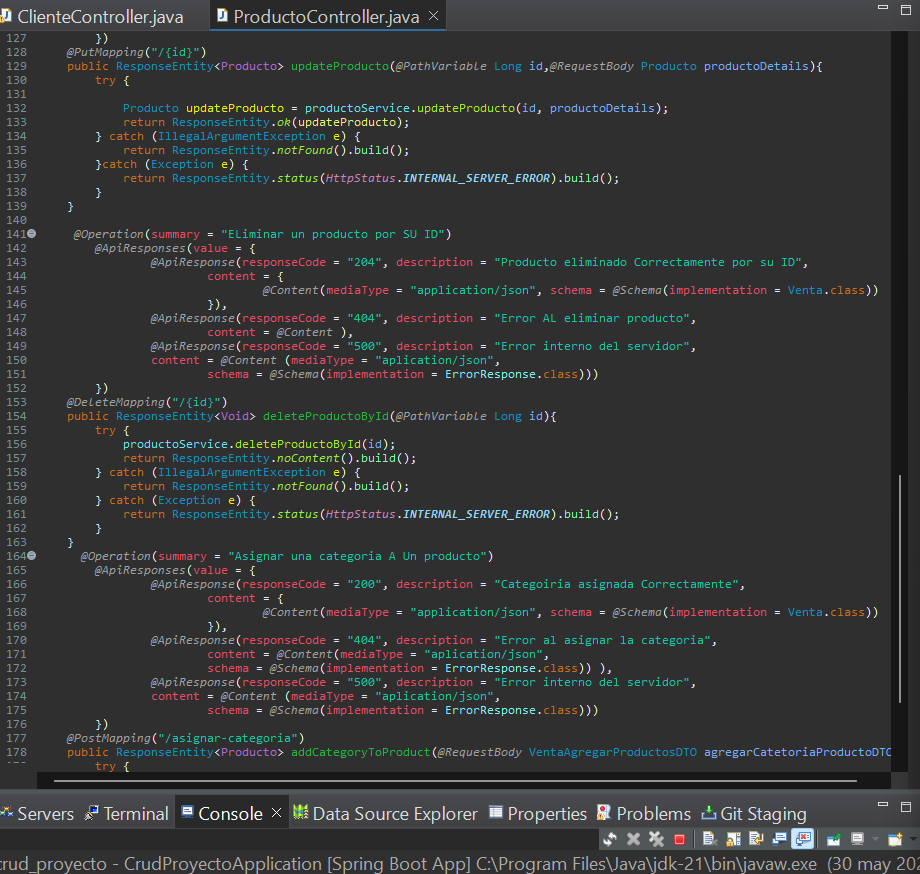 ClienteController.java ProductoController.java
127 })
128 @PutMapping("/{id}")
129 public ResponseEntity<Producto> updateProducto(@PathVariable Long id,@RequestBody Producto productoDetails){
130 try {
131
132 Producto updateProducto = productoService.updateProducto(id, productoDetails);
133 return ResponseEntity.ok(updateProducto);
134 } catch (IllegalArgumentException e) {
135 return ResponseEntity.notFound().build();
136 }catch (Exception e) {
137 return ResponseEntity.status(HttpStatus.INTERNAL_SERVER_ERROR).build();
138 }
139 }
140
141 @Operation(summary = "ELiminar un producto por SU ID")
142 @ApiResponses(value = {
143 @ApiResponse(responseCode = "204", description = "Producto eliminado Correctamente por su ID",
144 content = {
145 @Content(mediaType = "application/json", schema = @Schema(implementation = Venta.class))
146 }),
147 @ApiResponse(responseCode = "404", description = "Error AL eliminar producto",
148 content = @Content ),
149 @ApiResponse(responseCode = "500", description = "Error interno del servidor",
150 content = @Content (mediaType = "aplication/json",
151 schema = @Schema(implementation = ErrorResponse.class)))
152 })
153 @DeleteMapping("/{id}")
154 public ResponseEntity<Void> deleteProductoById(@PathVariable Long id){
155 try {
156 productoService.deleteProductoById(id);
157 return ResponseEntity.noContent().build();
158 } catch (IllegalArgumentException e) {
159 return ResponseEntity.notFound().build();
160 } catch (Exception e) {
161 return ResponseEntity.status(HttpStatus.INTERNAL_SERVER_ERROR).build();
162 }
163 }
164 @Operation(summary = "Asignar una categoria A Un producto")
165 @ApiResponses(value = {
166 @ApiResponse(responseCode = "200", description = "Categoiria asignada Correctamente",
167 content = {
168 @Content(mediaType = "application/json", schema = @Schema(implementation = Venta.class))
169 }),
170 @ApiResponse(responseCode = "404", description = "Error al asignar la categoria",
171 content = @Content(mediaType = "aplication/json",
172 schema = @Schema(implementation = ErrorResponse.class)) ),
173 @ApiResponse(responseCode = "500", description = "Error interno del servidor",
174 content = @Content (mediaType = "aplication/json",
175 schema = @Schema(implementation = ErrorResponse.class)))
176 })
177 @PostMapping("/asignar-categoria")
178 public ResponseEntity<Producto> addCategoryToProduct(@RequestBody VentaAgregarProductosDTO agregarCatetoriaProductoDTO
try {
Servers Terminal Console Data Source Explorer Properties Problems Git Staging
crud_proyecto - CrudProyectoApplication [Spring Boot App] C:\Program Files\Java\jdk-21\bin\javaw.exe (30 may 202